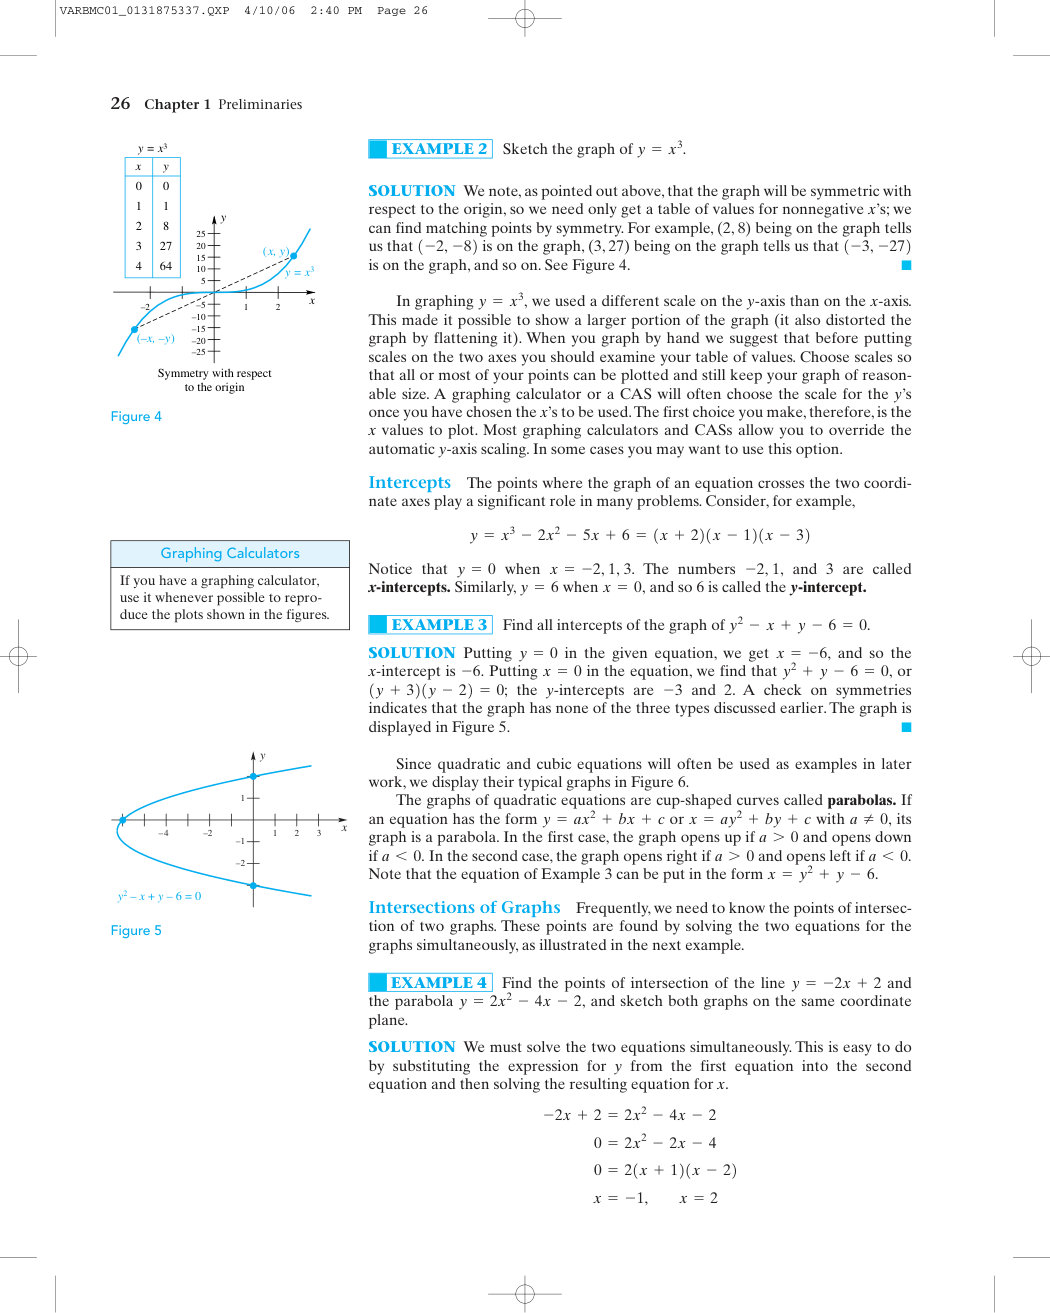 VARBMC01_0131875337.QXP 4/10/06 2:40 PM Page 26
26 Chapter 1 Preliminaries
y = x³
x y
0 0
1 1
2 8
3 27
4 64
y
25
20
15
10
5
(x, y)
y = x³
–2
–5
1
2
x
–10
–15
–20
–25
(–x, –y)
Symmetry with respect
to the origin
Figure 4
EXAMPLE 2 Sketch the graph of y = x³.
SOLUTION We note, as pointed out above, that the graph will be symmetric with
respect to the origin, so we need only get a table of values for nonnegative x’s; we
can find matching points by symmetry. For example, (2, 8) being on the graph tells
us that (−2, −8) is on the graph, (3, 27) being on the graph tells us that (−3, −27)
is on the graph, and so on. See Figure 4.
In graphing y = x³, we used a different scale on the y-axis than on the x-axis.
This made it possible to show a larger portion of the graph (it also distorted the
graph by flattening it). When you graph by hand we suggest that before putting
scales on the two axes you should examine your table of values. Choose scales so
that all or most of your points can be plotted and still keep your graph of reason-
able size. A graphing calculator or a CAS will often choose the scale for the y’s
once you have chosen the x’s to be used. The first choice you make, therefore, is the
x values to plot. Most graphing calculators and CASs allow you to override the
automatic y-axis scaling. In some cases you may want to use this option.
Intercepts The points where the graph of an equation crosses the two coordi-
nate axes play a significant role in many problems. Consider, for example,
y = x³ − 2x² − 5x + 6 = (x + 2)(x − 1)(x − 3)
Notice that y = 0 when x = −2, 1, 3. The numbers −2, 1, and 3 are called
x-intercepts. Similarly, y = 6 when x = 0, and so 6 is called the y-intercept.
Graphing Calculators
If you have a graphing calculator,
use it whenever possible to repro-
duce the plots shown in the figures.
EXAMPLE 3 Find all intercepts of the graph of y² − x + y − 6 = 0.
SOLUTION Putting y = 0 in the given equation, we get x = −6, and so the
x-intercept is −6. Putting x = 0 in the equation, we find that y² + y − 6 = 0, or
(y + 3)(y − 2) = 0; the y-intercepts are −3 and 2. A check on symmetries
indicates that the graph has none of the three types discussed earlier. The graph is
displayed in Figure 5.
y
1
–4
–2
1
2
3
x
–1
–2
y² – x + y – 6 = 0
Figure 5
Since quadratic and cubic equations will often be used as examples in later
work, we display their typical graphs in Figure 6.
The graphs of quadratic equations are cup-shaped curves called parabolas. If
an equation has the form y = ax² + bx + c or x = ay² + by + c with a ≠ 0, its
graph is a parabola. In the first case, the graph opens up if a > 0 and opens down
if a < 0. In the second case, the graph opens right if a > 0 and opens left if a < 0.
Note that the equation of Example 3 can be put in the form x = y² + y − 6.
Intersections of Graphs Frequently, we need to know the points of intersec-
tion of two graphs. These points are found by solving the two equations for the
graphs simultaneously, as illustrated in the next example.
EXAMPLE 4 Find the points of intersection of the line y = −2x + 2 and
the parabola y = 2x² − 4x − 2, and sketch both graphs on the same coordinate
plane.
SOLUTION We must solve the two equations simultaneously. This is easy to do
by substituting the expression for y from the first equation into the second
equation and then solving the resulting equation for x.
−2x + 2 = 2x² − 4x − 2
0 = 2x² − 2x − 4
0 = 2(x + 1)(x − 2)
x = −1, x = 2